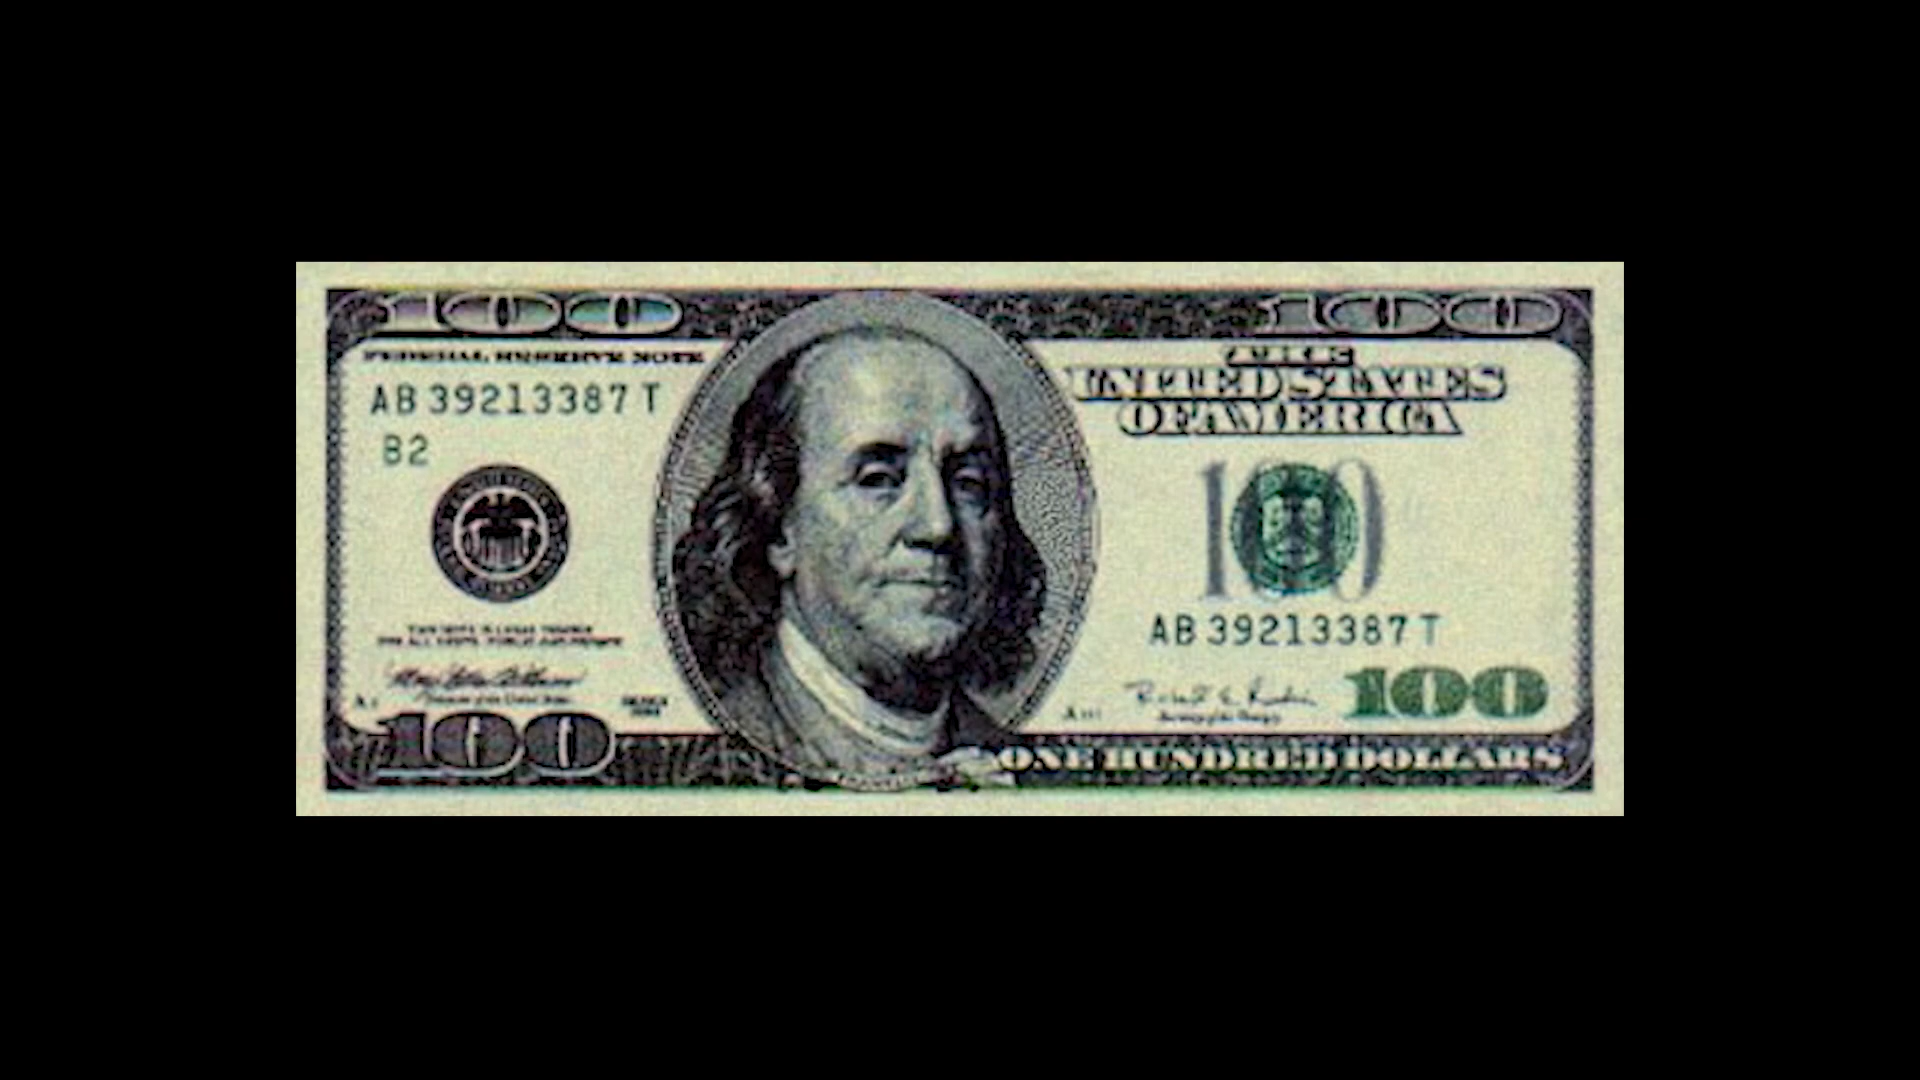 100 100
FEDERAL RESERVE NOTE
AB 39213387 T
B2
THE
UNITED STATES
OF AMERICA
100
AB 39213387 T
100
100
ONE HUNDRED DOLLARS